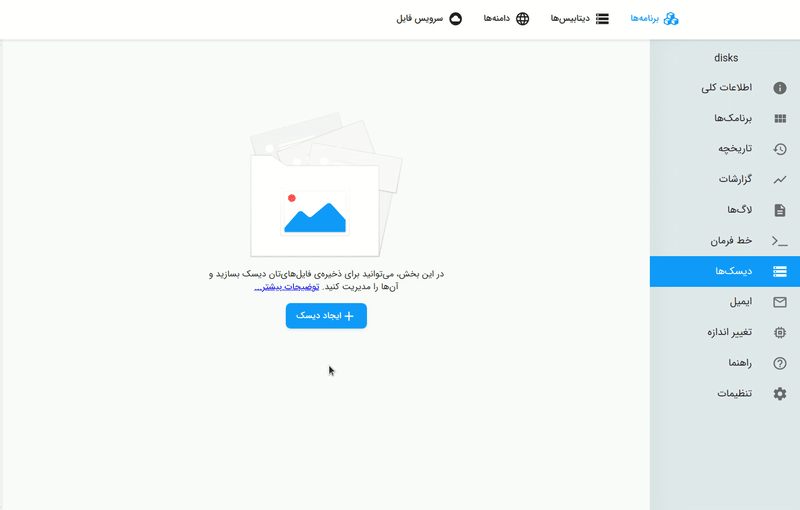 برنامه‌ها
دیتابیس‌ها
دامنه‌ها
سرویس فایل
disks
اطلاعات کلی
برنامک‌ها
تاریخچه
گزارشات
لاگ‌ها
خط فرمان
دیسک‌ها
ایمیل
تغییر اندازه
راهنما
تنظیمات
در این بخش، می‌توانید برای ذخیره‌ی فایل‌های‌تان دیسک بسازید و
آن‌ها را مدیریت کنید. توضیحات بیشتر...
ایجاد دیسک